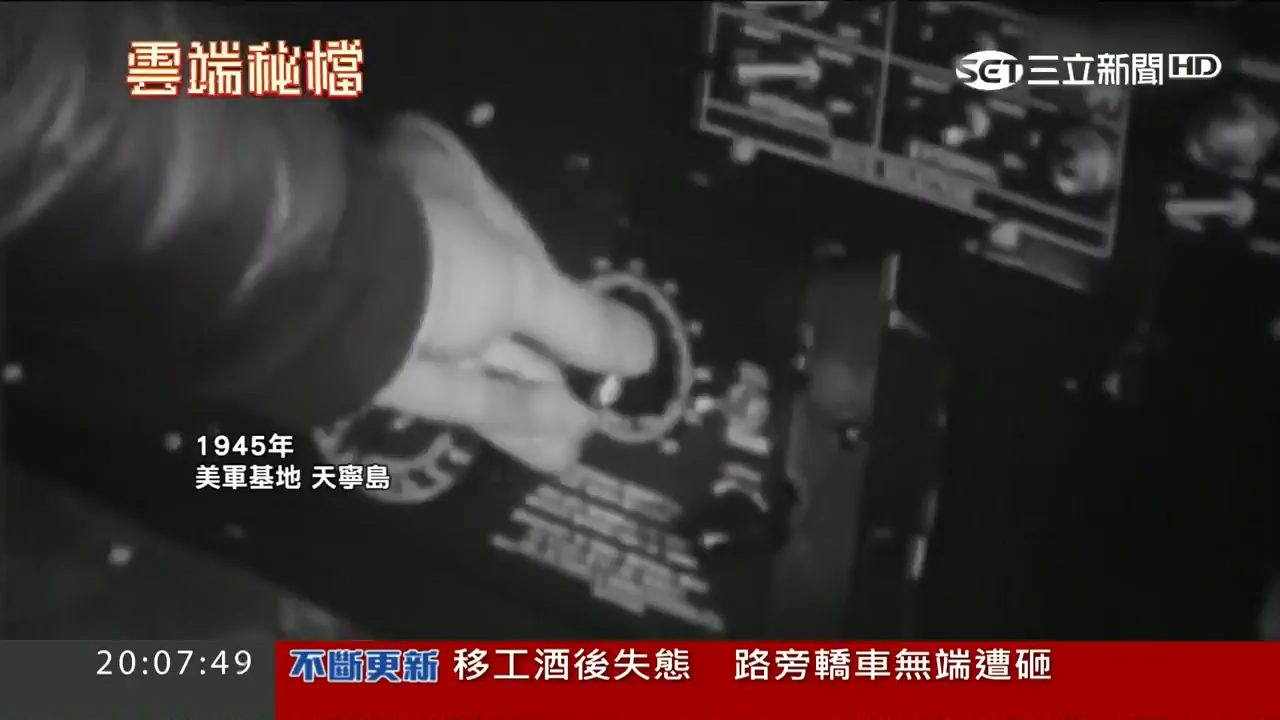 雲端秘檔
SET三立新聞HD
1945年
美軍基地 天寧島
20:07:49
不斷更新 移工酒後失態 路旁轎車無端遭砸